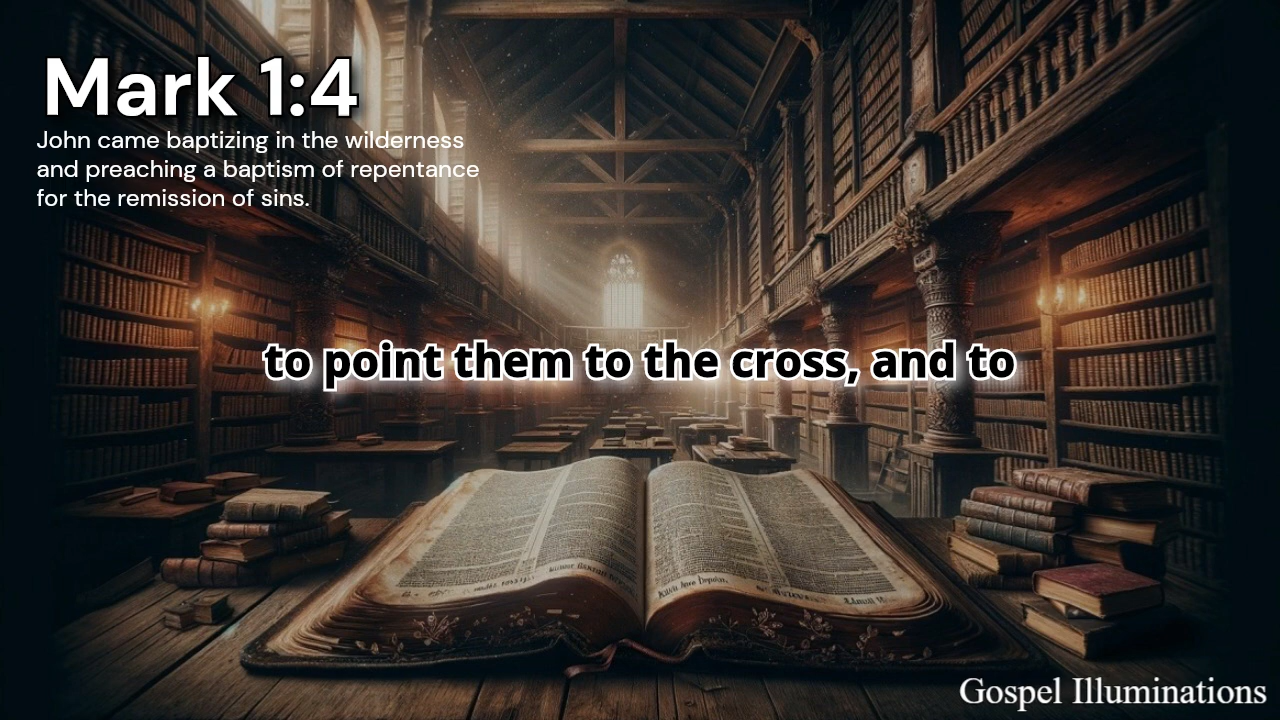 Mark 1:4
John came baptizing in the wilderness
and preaching a baptism of repentance
for the remission of sins.
to point them to the cross, and to
Gospel Illuminations